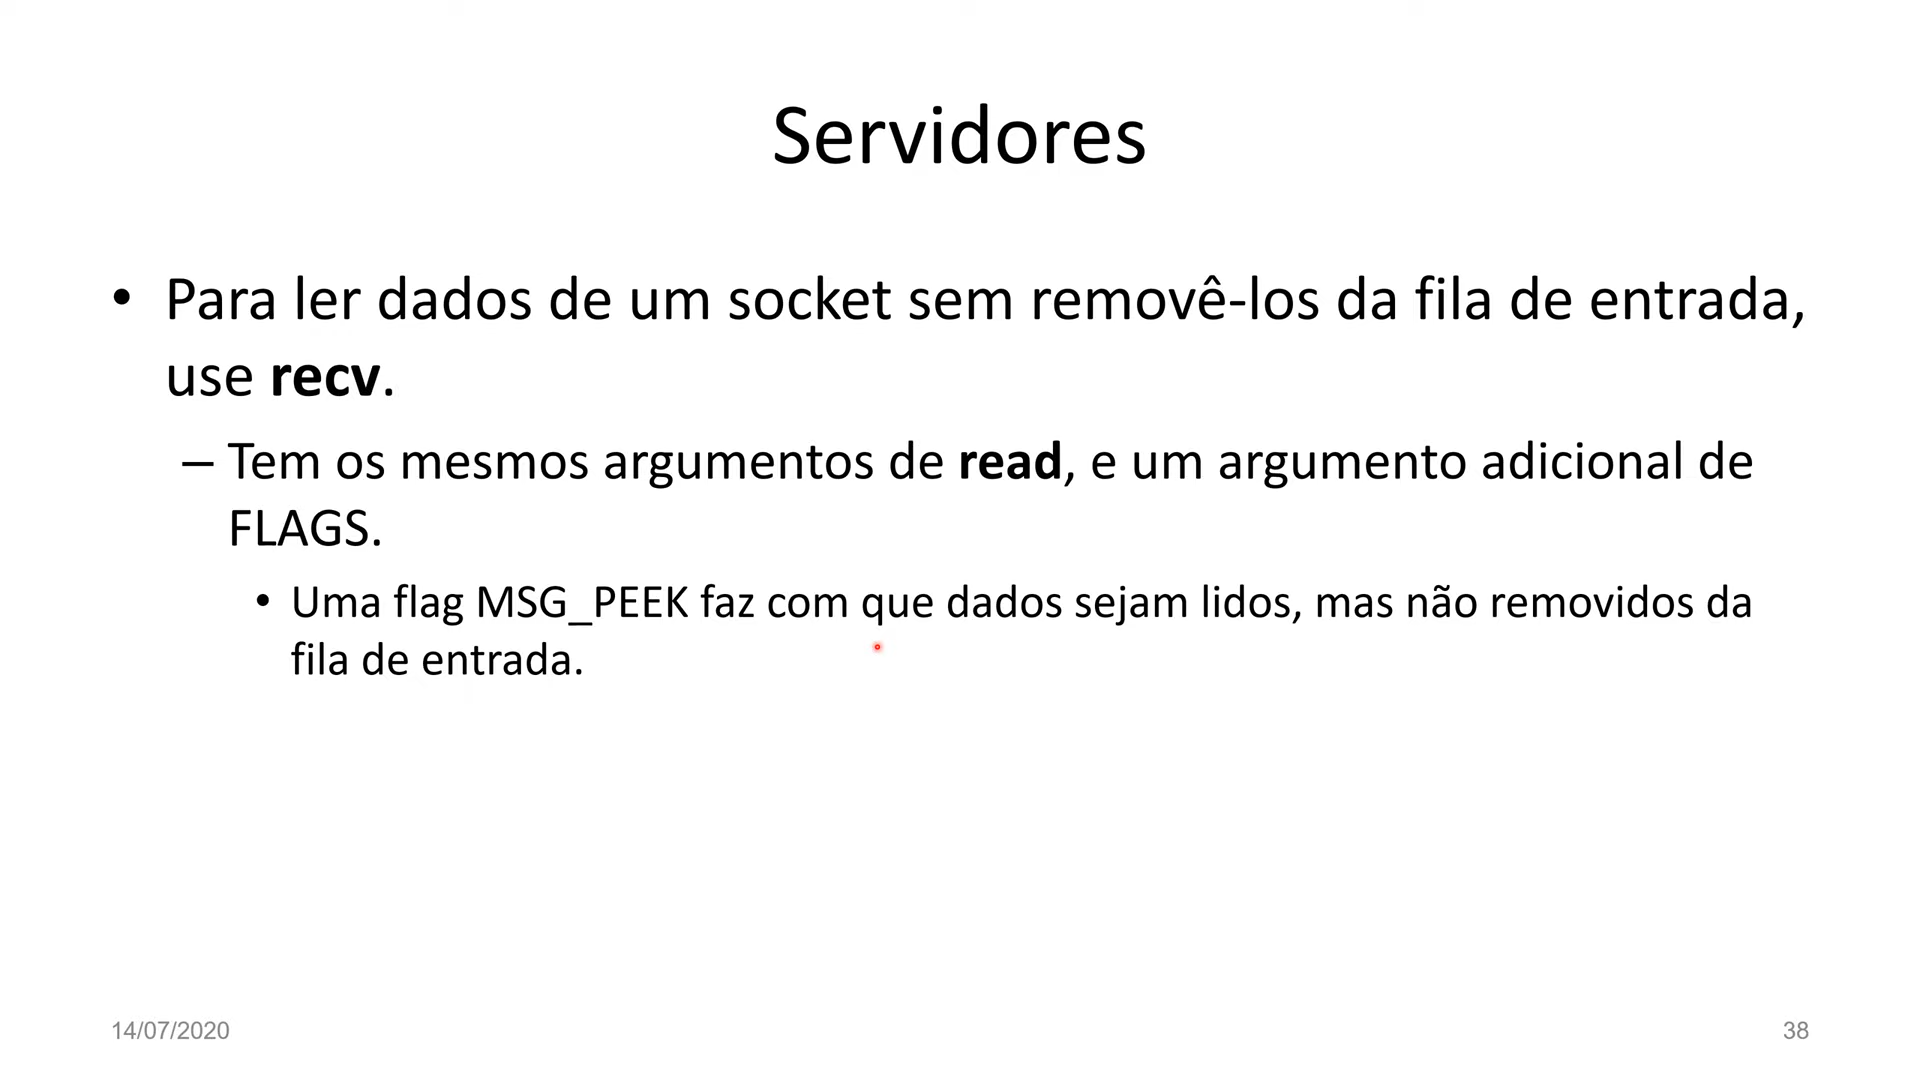 Servidores
• Para ler dados de um socket sem removê-los da fila de entrada,
use recv.
– Tem os mesmos argumentos de read, e um argumento adicional de
FLAGS.
• Uma flag MSG_PEEK faz com que dados sejam lidos, mas não removidos da
fila de entrada.
14/07/2020
38